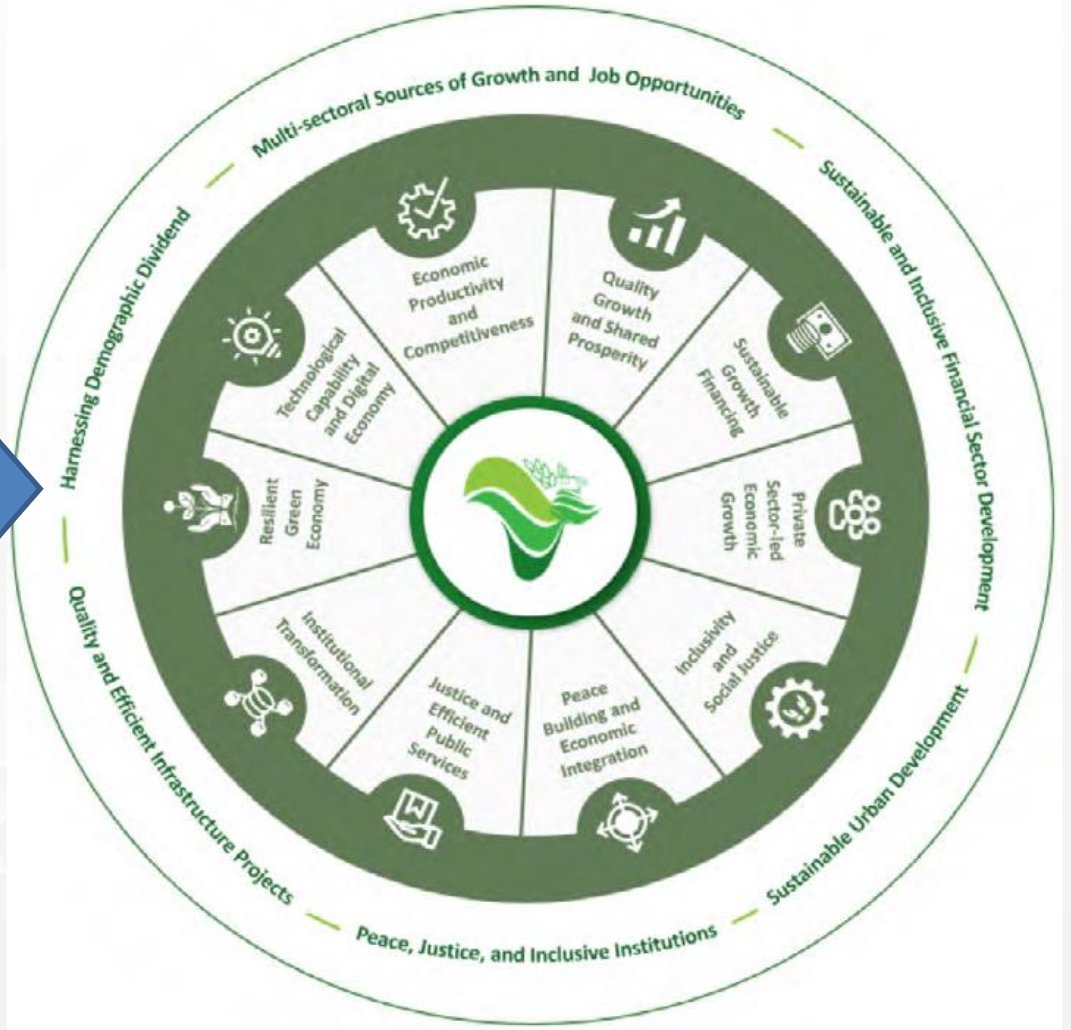 Multi-sectoral Sources of Growth and Job Opportunities
Sustainable and Inclusive Financial Sector Development
Sustainable Urban Development
Peace, Justice, and Inclusive Institutions
Quality and Efficient Infrastructure Projects
Harnessing Demographic Dividend
Quality
Growth
and Shared
Prosperity
Sustainable
Growth
Financing
Private
Sector-led
Economic
Growth
Inclusivity
and
Social Justice
Peace
Building and
Economic
Integration
Justice and
Efficient
Public
Services
Institutional
Transformation
Resilient
Green
Economy
Technological
Capability
and Digital
Economy
Economic
Productivity
and
Competitiveness